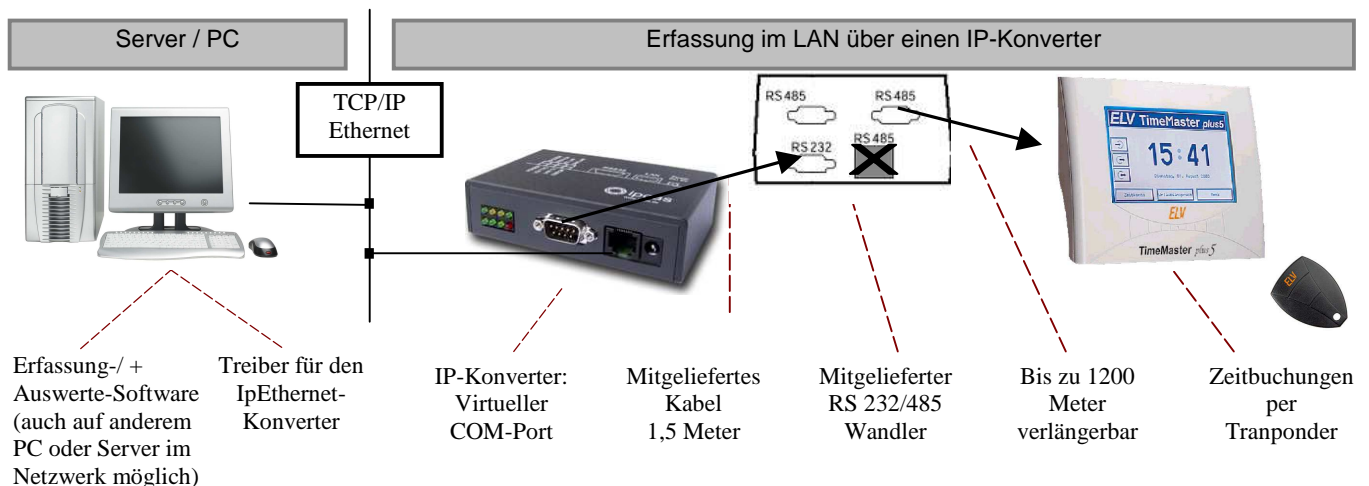 Server / PC
Erfassung im LAN über einen IP-Konverter
TCP/IP
Ethernet
RS 485
RS 485
RS 232
RS 485
ELV TimeMaster plus5
15:41
ELV
TimeMaster plus 5
ELV
Erfassung-/ +
Auswerte-Software
(auch auf anderem
PC oder Server im
Netzwerk möglich)
Treiber für den
IpEthernet-
Konverter
IP-Konverter:
Virtueller
COM-Port
Mitgeliefertes
Kabel
1,5 Meter
Mitgelieferter
RS 232/485
Wandler
Bis zu 1200
Meter
verlängerbar
Zeitbuchungen
per
Tranponder